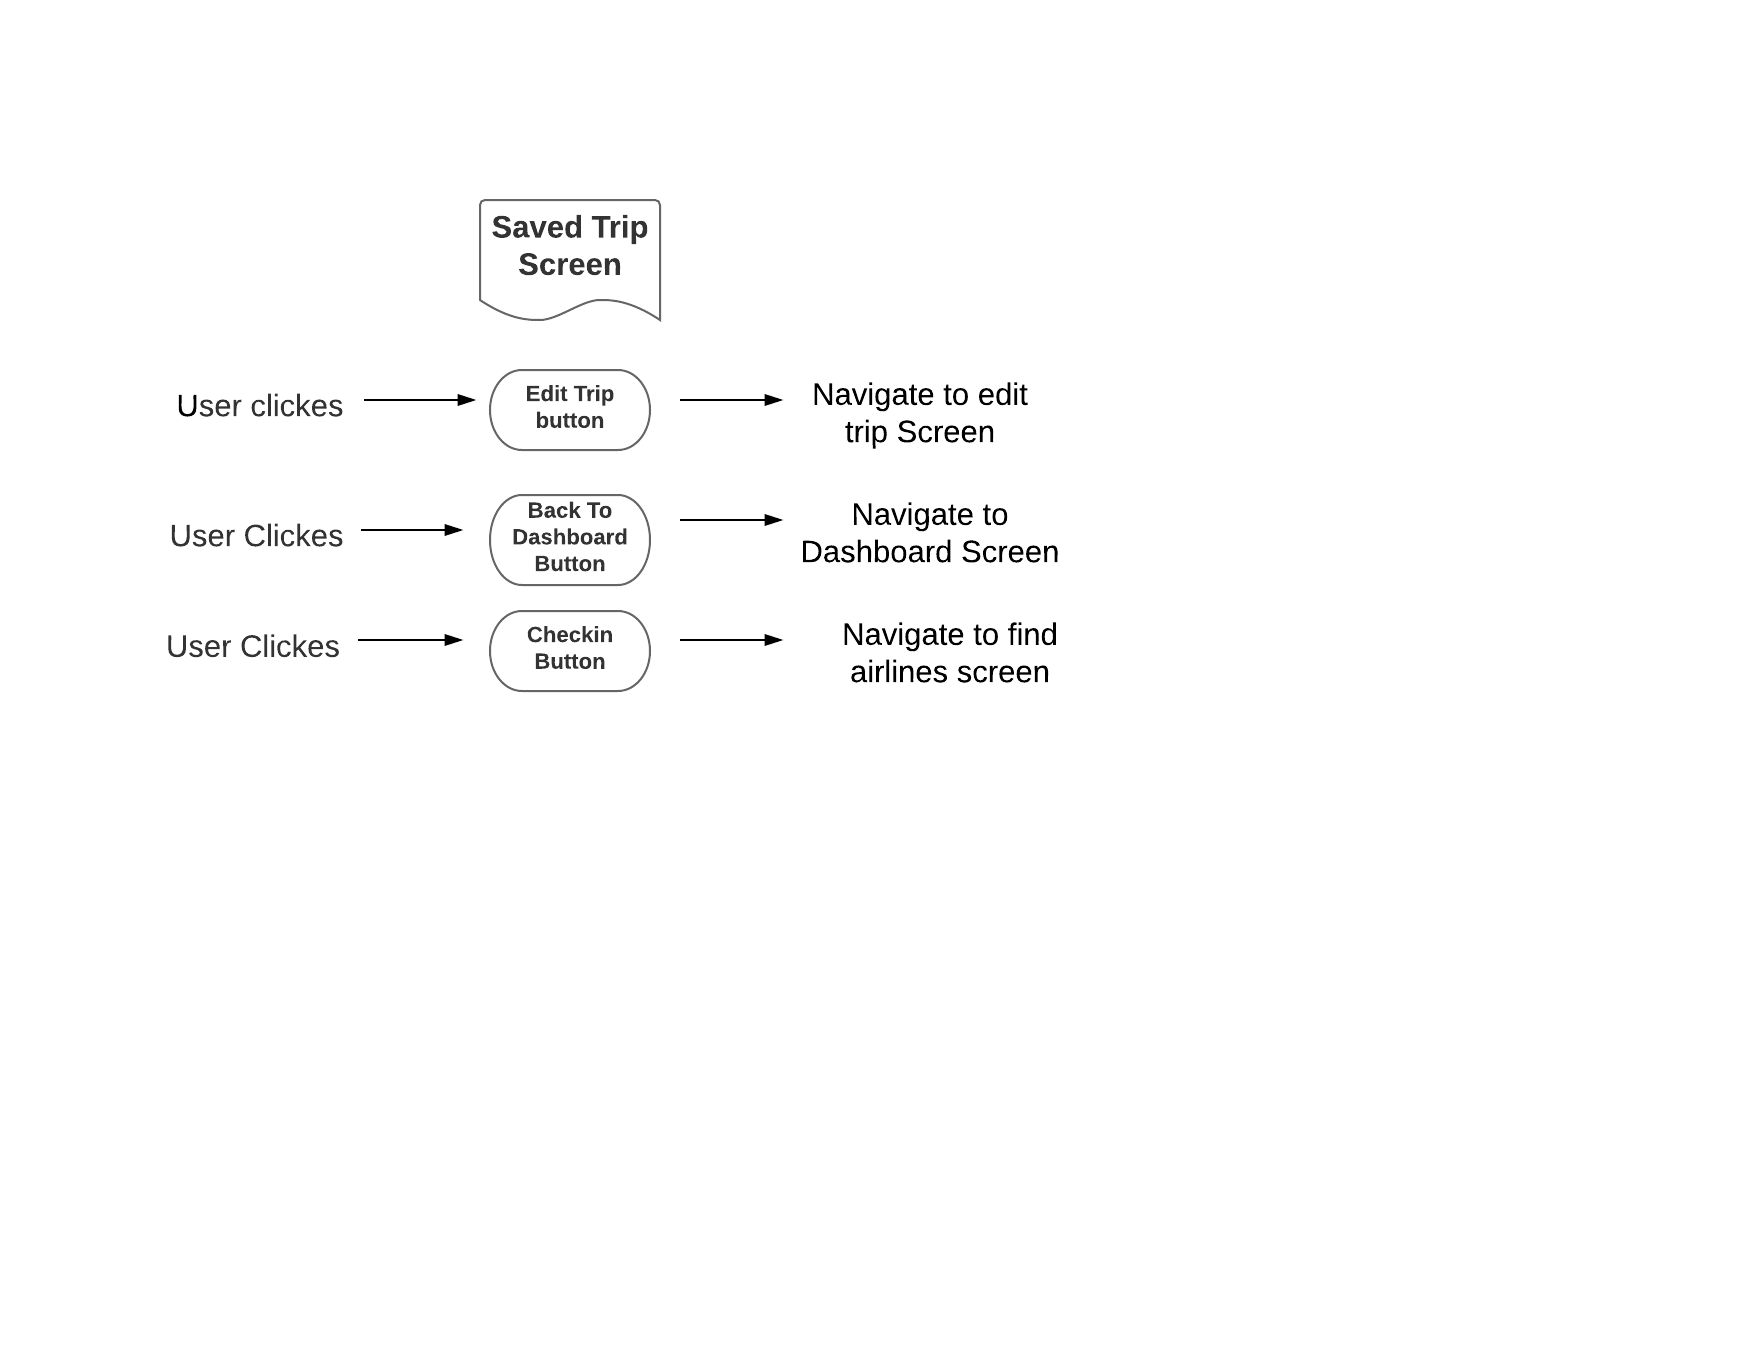 Saved Trip
Screen
User clickes
Edit Trip
button
Navigate to edit
trip Screen
User Clickes
Back To
Dashboard
Button
Navigate to
Dashboard Screen
User Clickes
Checkin
Button
Navigate to find
airlines screen